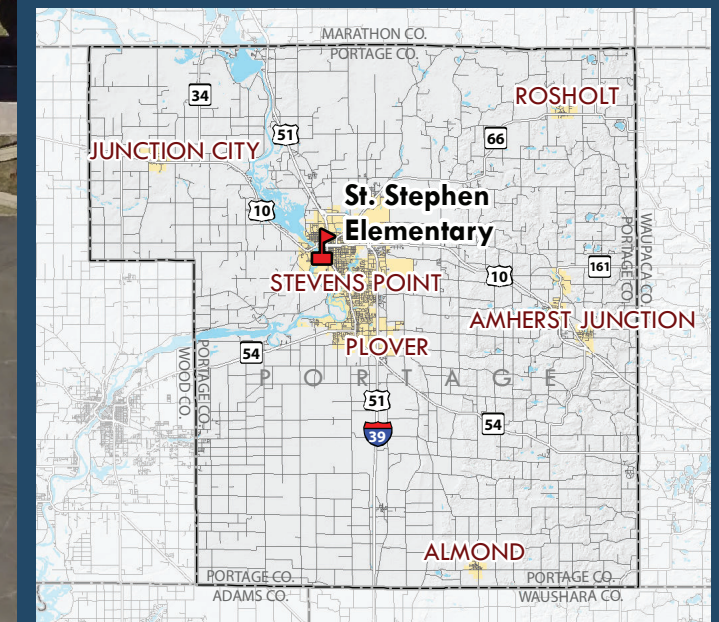 MARATHON CO.
PORTAGE CO.
34
ROSHOLT
51
66
JUNCTION CITY
St. Stephen
Elementary
10
WAUPACA CO.
PORTAGE CO.
161
STEVENS POINT
10
AMHERST JUNCTION
54
PLOVER
PORTAGE CO.
WOOD CO.
PORTAGE
51
39
54
ALMOND
PORTAGE CO.
ADAMS CO.
PORTAGE CO.
WAUSHARA CO.